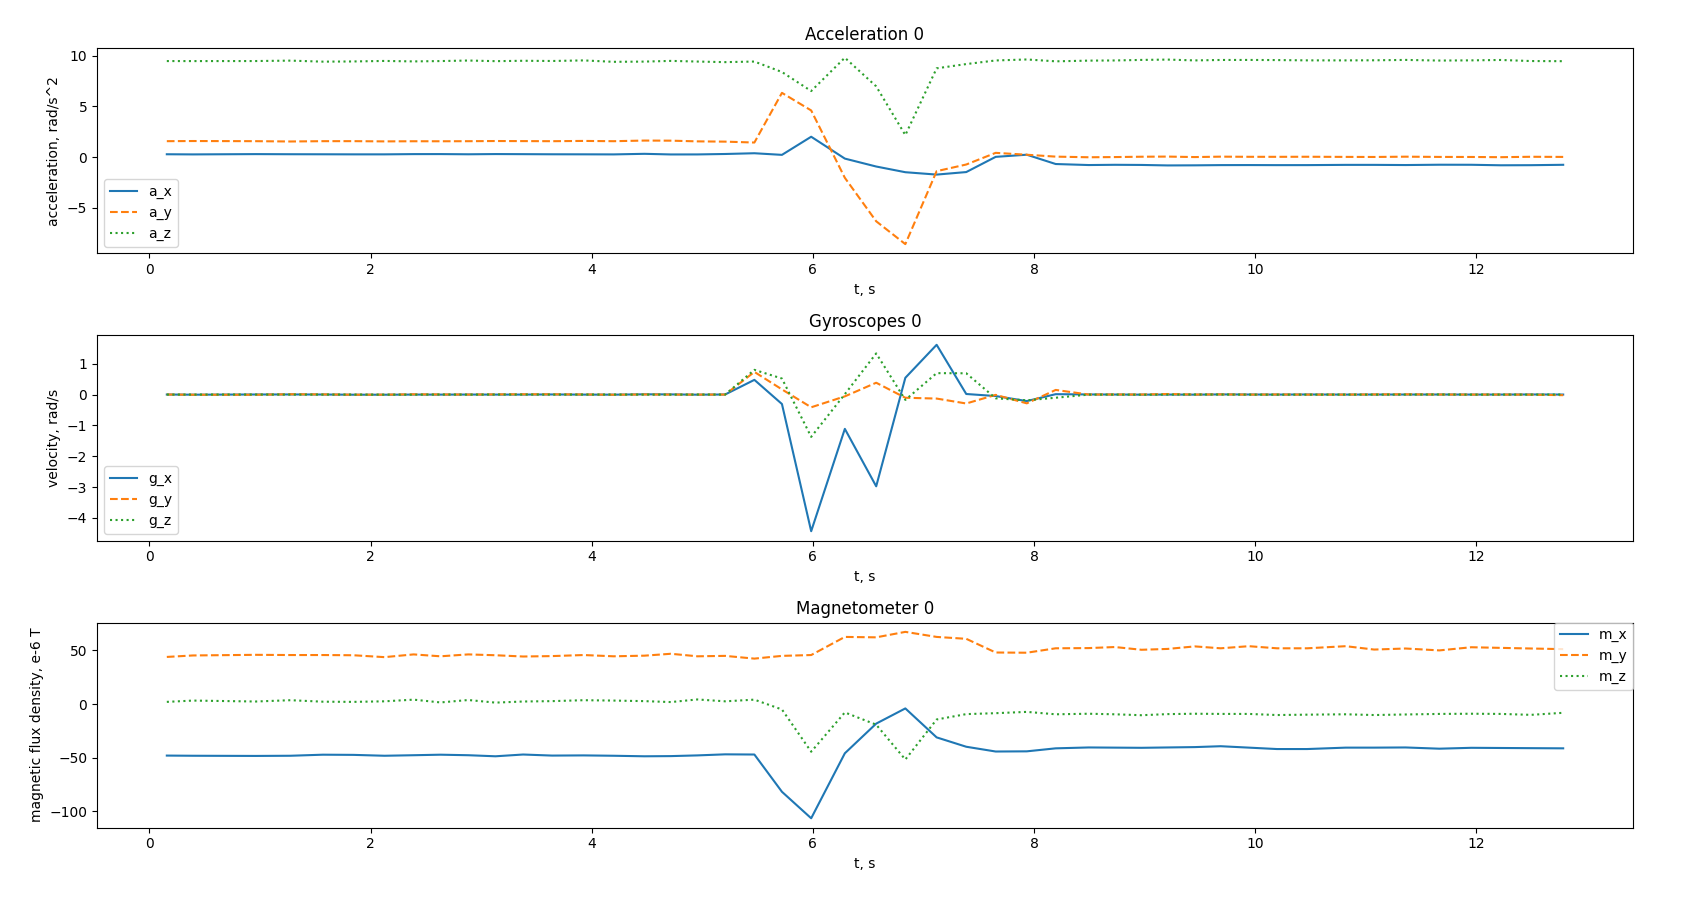 Acceleration 0
acceleration, rad/s^2
10
5
0
−5
a_x
a_y
a_z
0 2 4 6 8 10 12
t, s
Gyroscopes 0
velocity, rad/s
1
0
−1
−2
−3
−4
g_x
g_y
g_z
0 2 4 6 8 10 12
t, s
Magnetometer 0
magnetic flux density, e-6 T
50
0
−50
−100
m_x
m_y
m_z
0 2 4 6 8 10 12
t, s